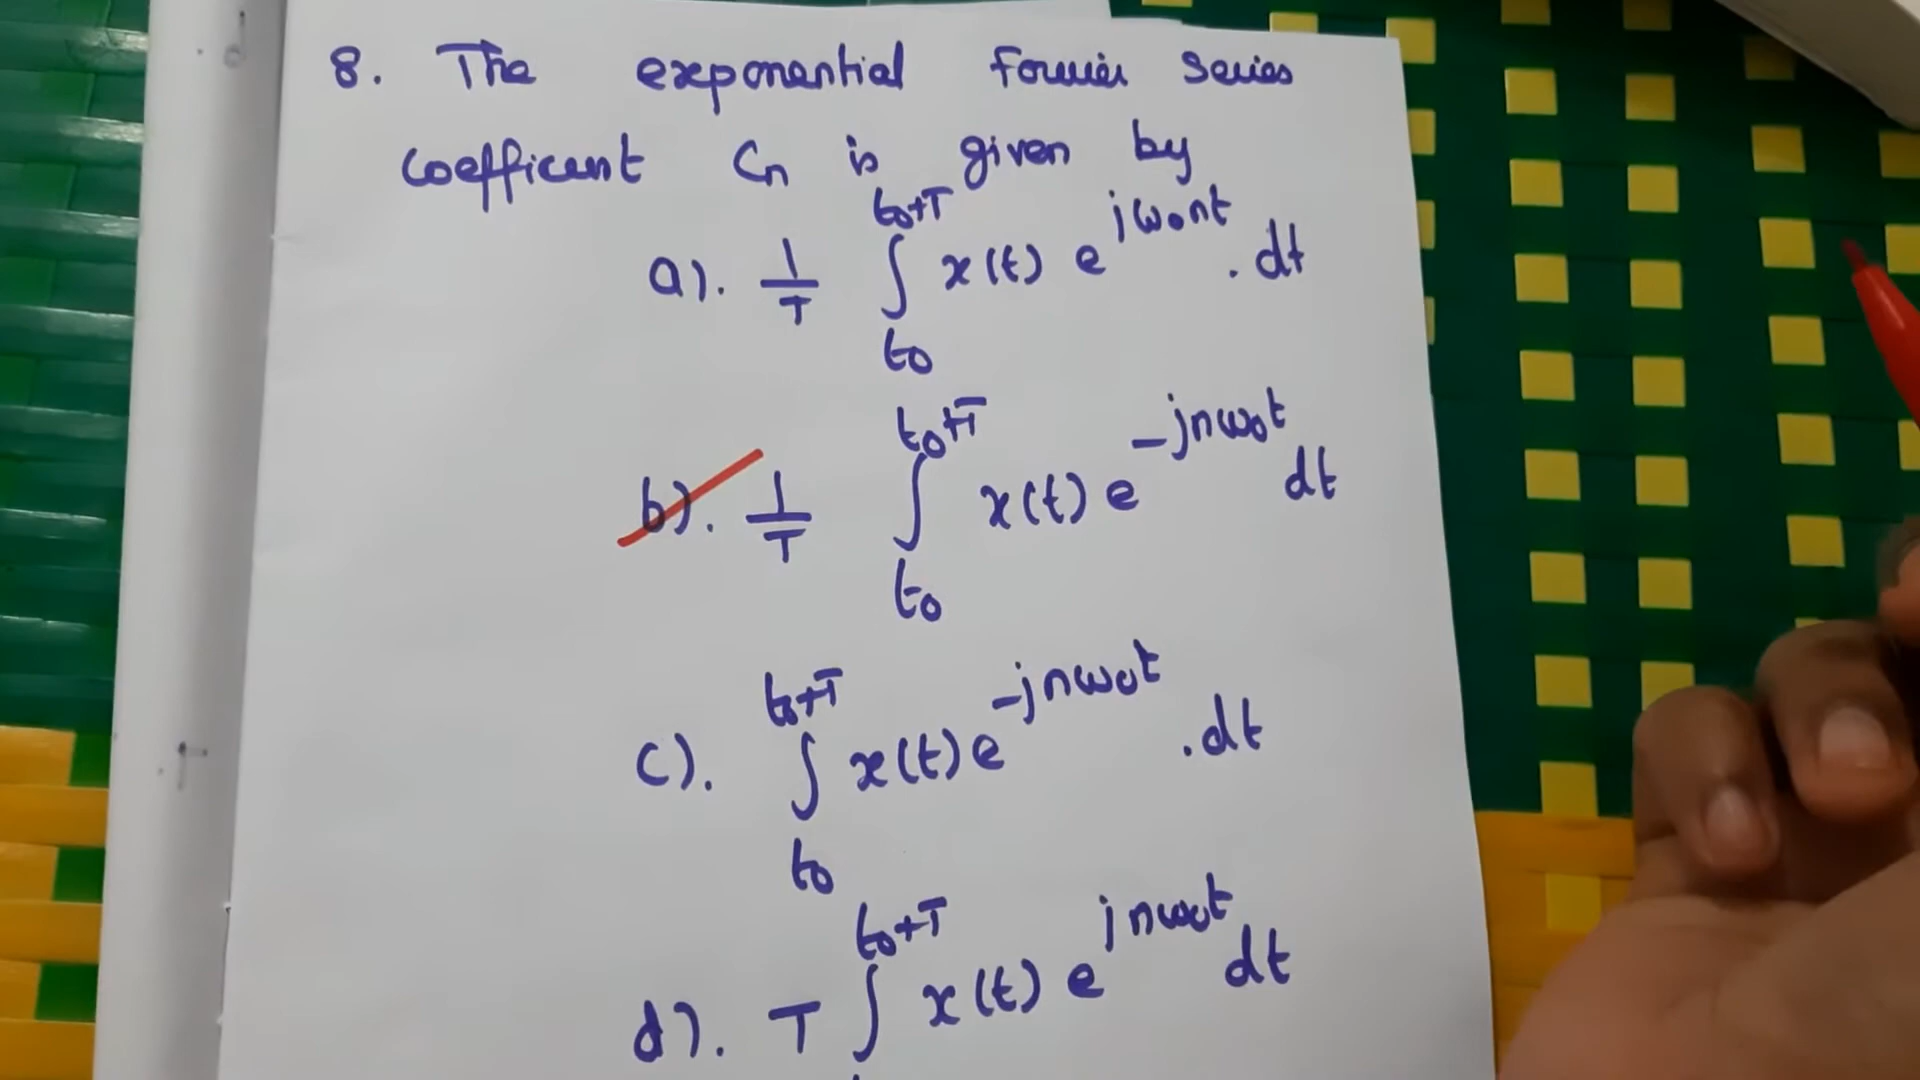 8. The exponential Fourier Series
coefficent Cn is given by
a). 1/T ∫ t0 t0+T x(t) e^jω0nt . dt
b). 1/T ∫ t0 t0+T x(t) e^-jnω0t dt
c). ∫ t0 t0+T x(t) e^-jnω0t . dt
d). T ∫ t0+T x(t) e^jnω0t dt